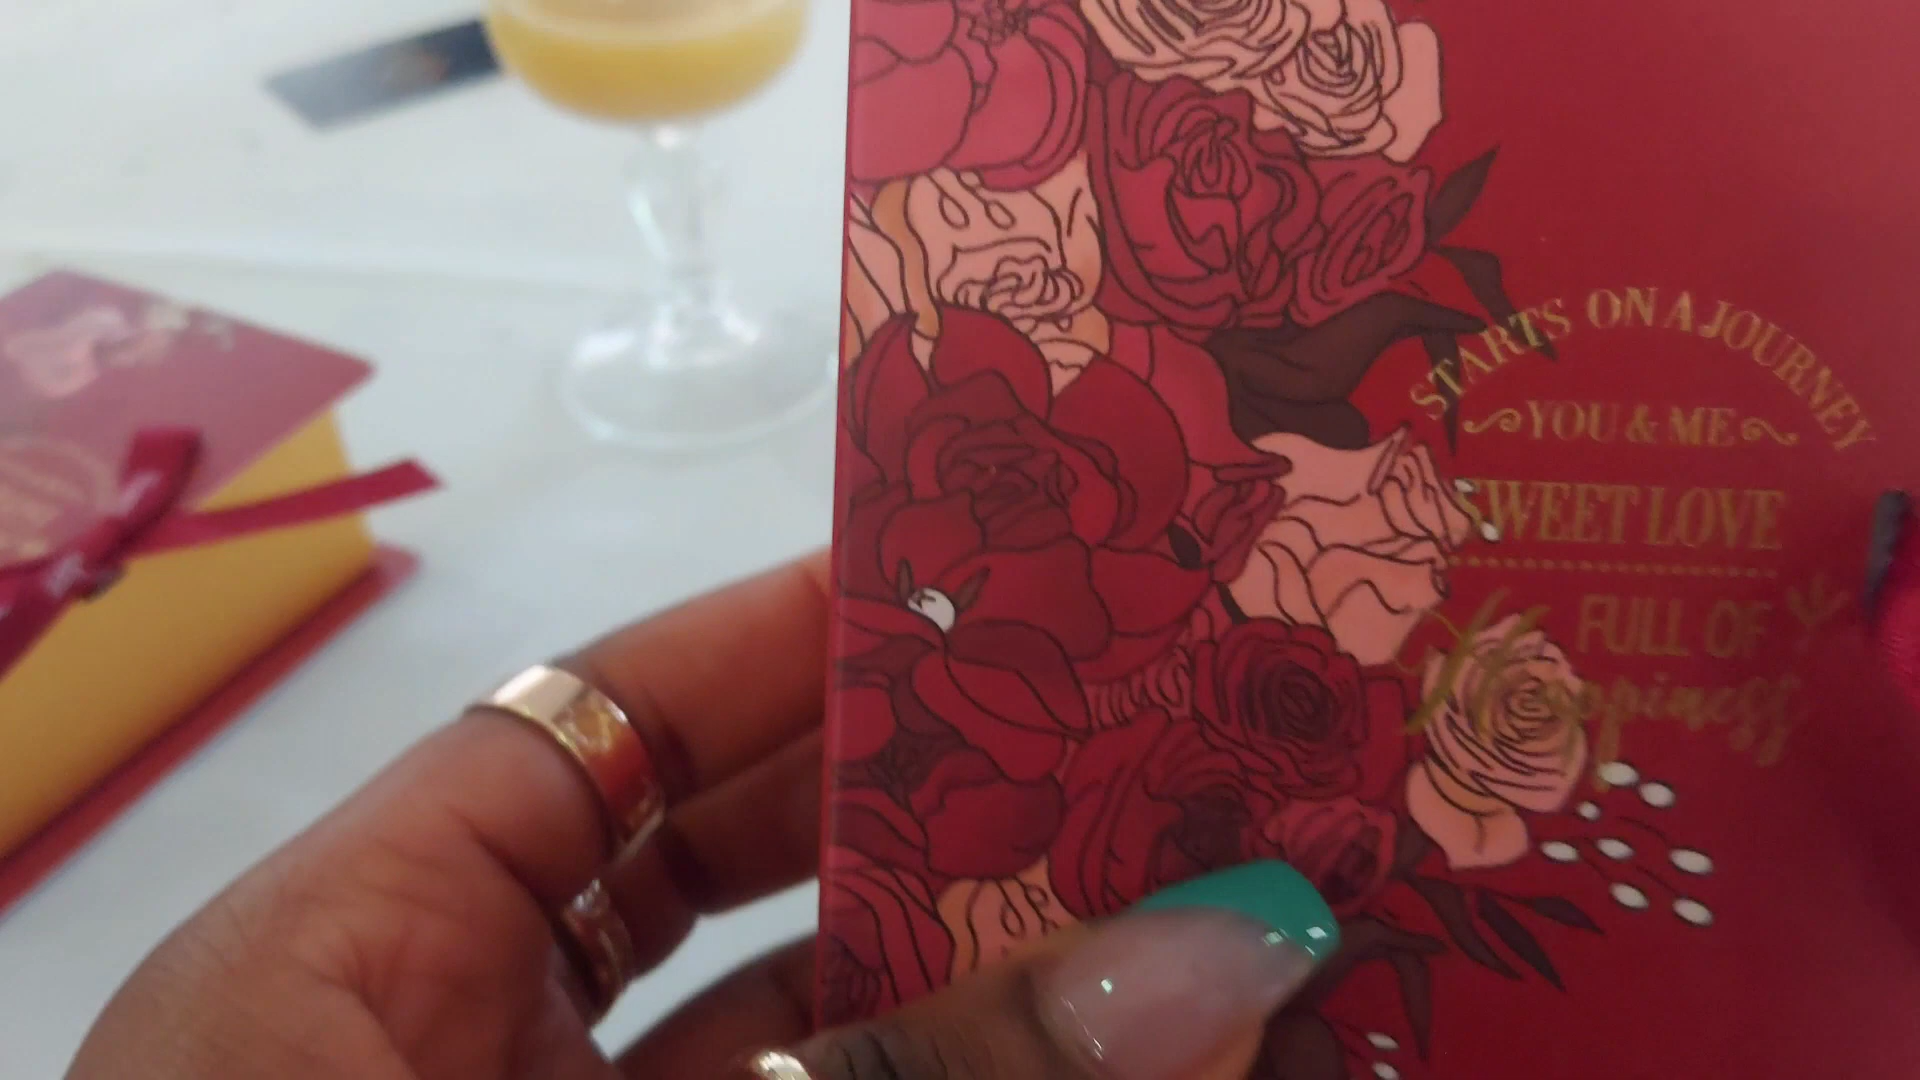 STARTS ON A JOURNEY
YOU & ME
SWEET LOVE
FULL OF
Happiness